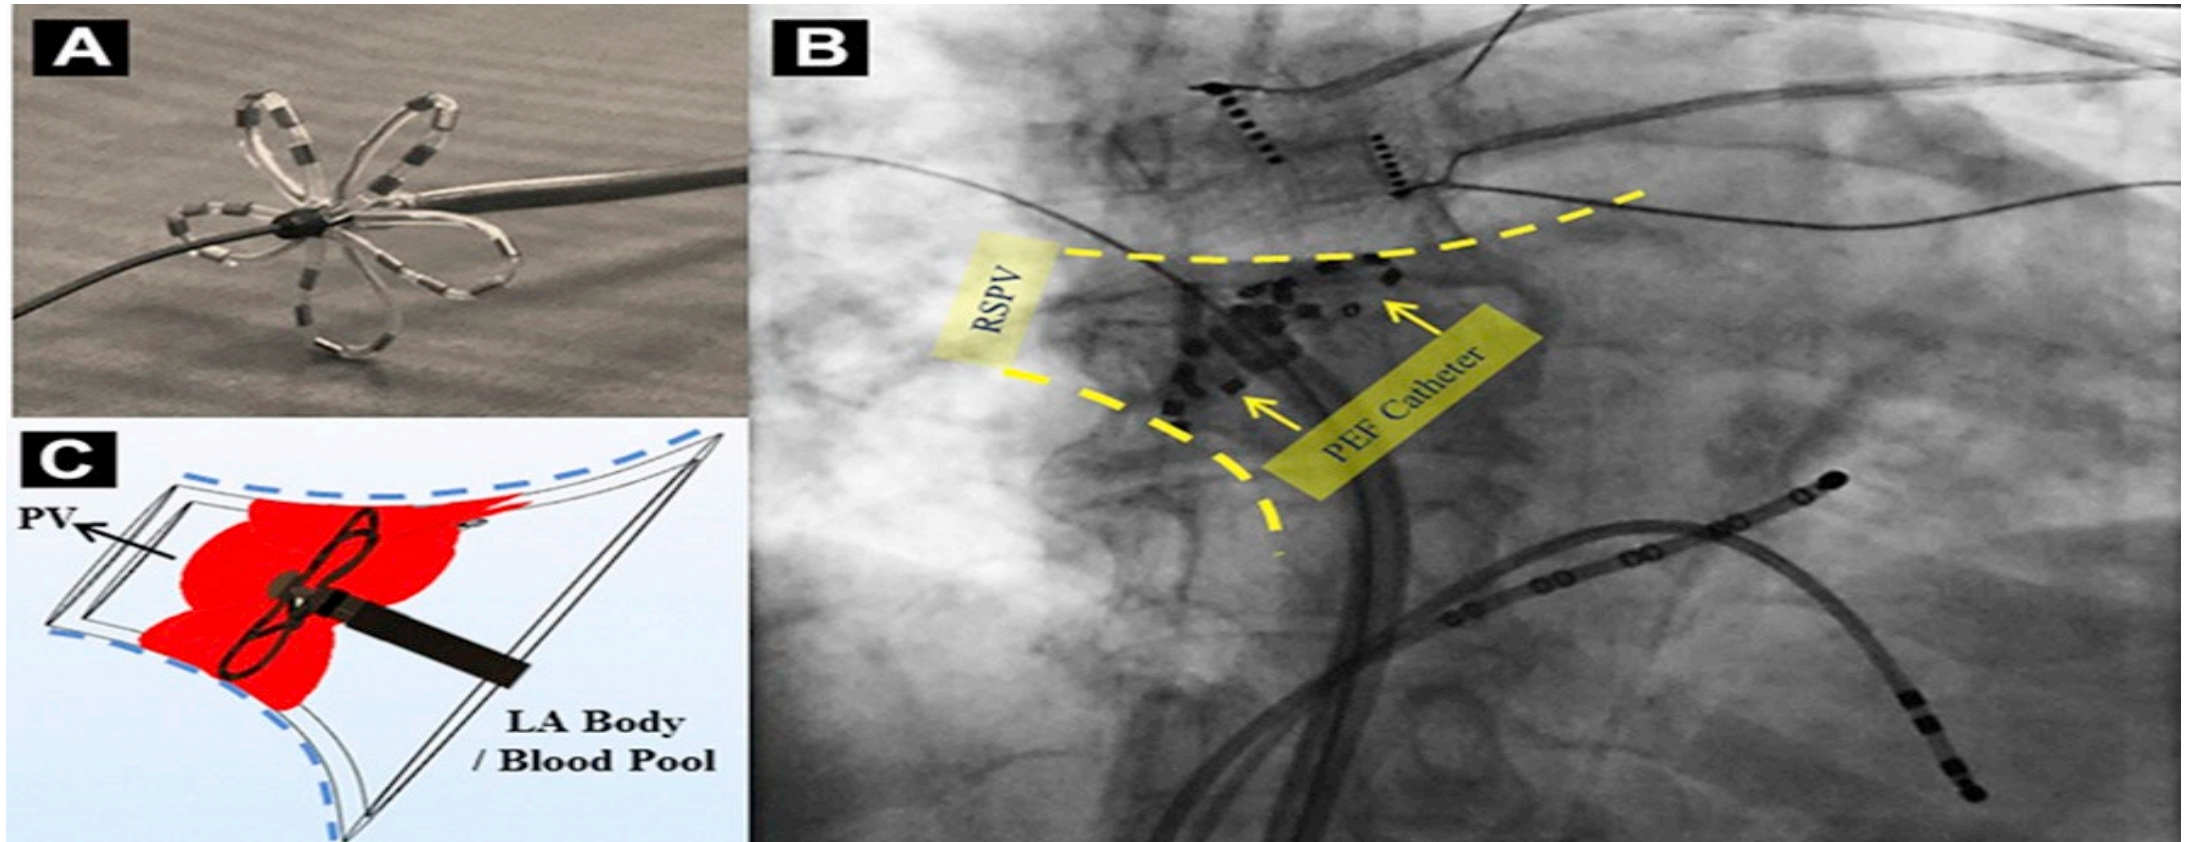 A
B
RSPV
PEF Catheter
C
PV
LA Body
/ Blood Pool